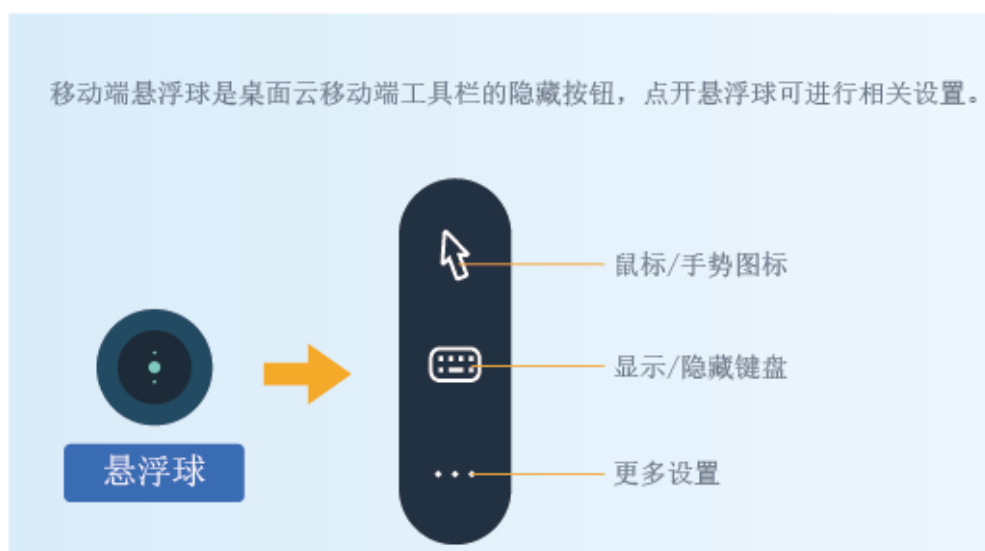 移动端悬浮球是桌面云移动端工具栏的隐藏按钮，点开悬浮球可进行相关设置。
鼠标/手势图标
显示/隐藏键盘
悬浮球
更多设置